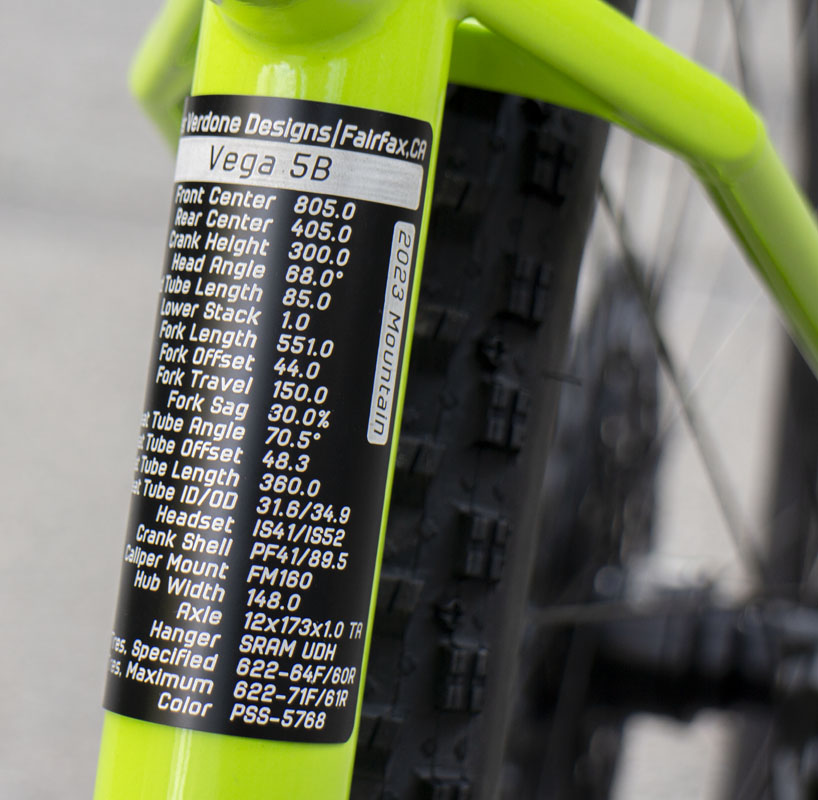 Verdone Designs|Fairfax,CA
Vega 5B
Front Center 805.0
Rear Center 405.0
Crank Height 300.0
Head Angle 68.0°
Tube Length 85.0
Lower Stack 1.0
Fork Length 551.0
Fork Offset 44.0
Fork Travel 150.0
Fork Sag 30.0%
Tube Angle 70.5°
Tube Offset 48.3
Tube Length 360.0
Tube ID/OD 31.6/34.9
Headset IS41/IS52
Crank Shell PF41/89.5
Caliper Mount FM160
Hub Width 148.0
Axle 12x173x1.0 TA
Hanger SRAM UDH
Specified 622-64F/60R
Maximum 622-71F/61R
Color PSS-5768
2023 Mountain